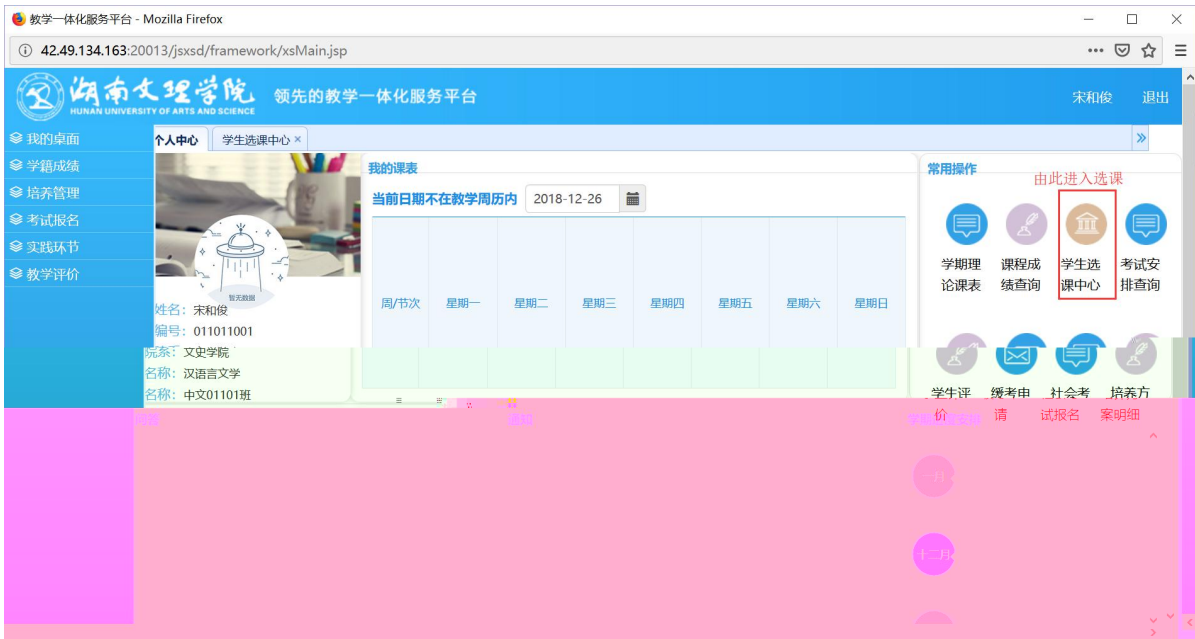 教学一体化服务平台 - Mozilla Firefox
42.49.134.163:20013/jsxsd/framework/xsMain.jsp
湖南文理学院
HUNAN UNIVERSITY OF ARTS AND SCIENCE
领先的教学一体化服务平台
宋和俊 退出
我的桌面
学籍成绩
培养管理
考试报名
实践环节
教学评价
个人中心 学生选课中心
暂无数据
姓名：宋和俊
编号：011011001
院系：文史学院
名称：汉语言文学
名称：中文01101班
我的课表
当前日期不在教学周历内 2018-12-26
周/节次 星期一 星期二 星期三 星期四 星期五 星期六 星期日
常用操作
由此进入选课
学期理论课表
课程成绩查询
学生选课中心
考试安排查询
学生评价
缓考申请
社会考试报名
培养方案明细
通知
一月
十二月